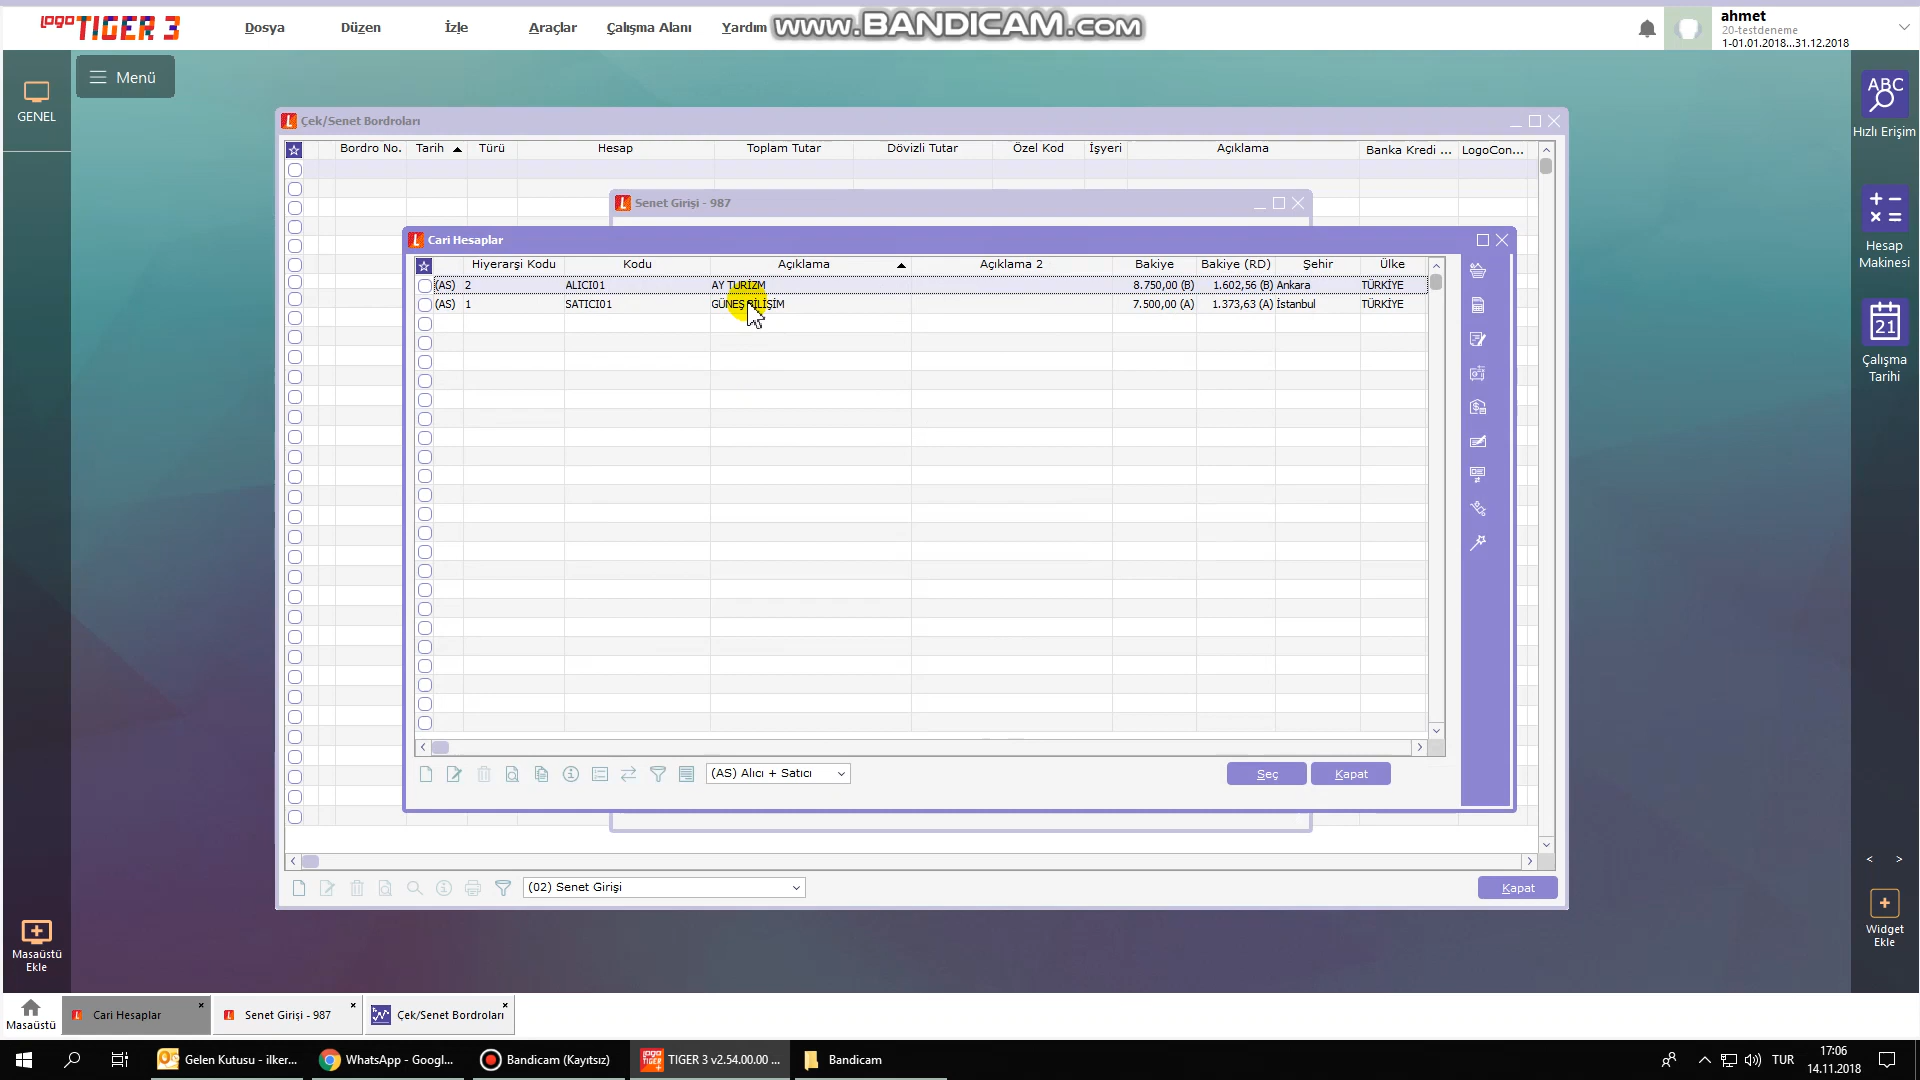 LOGO TIGER 3
Dosya Düzen İzle Araçlar Çalışma Alanı Yardım
www.BANDICAM.com
ahmet
20-testdeneme
1-01.01.2018...31.12.2018
Menü
GENEL
ABC
Hızlı Erişim
Hesap
Makinesi
21
Çalışma
Tarihi
Çek/Senet Bordroları
Bordro No. Tarih Türü Hesap Toplam Tutar Dövizli Tutar Özel Kod İşyeri Açıklama Banka Kredi ... LogoCon...
Senet Girişi - 987
Cari Hesaplar
Hiyerarşi Kodu Kodu Açıklama Açıklama 2 Bakiye Bakiye (RD) Şehir Ülke
(AS) 2 ALICI01 AY TURİZM 8.750,00 (B) 1.602,56 (B) Ankara TÜRKİYE
(AS) 1 SATICI01 GÜNEŞ BİLİŞİM 7.500,00 (A) 1.373,63 (A) İstanbul TÜRKİYE
(AS) Alıcı + Satıcı
Seç Kapat
(02) Senet Girişi
Kapat
< >
Widget
Ekle
Masaüstü
Ekle
Masaüstü
Cari Hesaplar
Senet Girişi - 987
Çek/Senet Bordroları
Gelen Kutusu - ilker...
WhatsApp - Googl...
Bandicam (Kayıtsız)
TIGER 3 v2.54.00.00 ...
Bandicam
TUR
17:06
14.11.2018